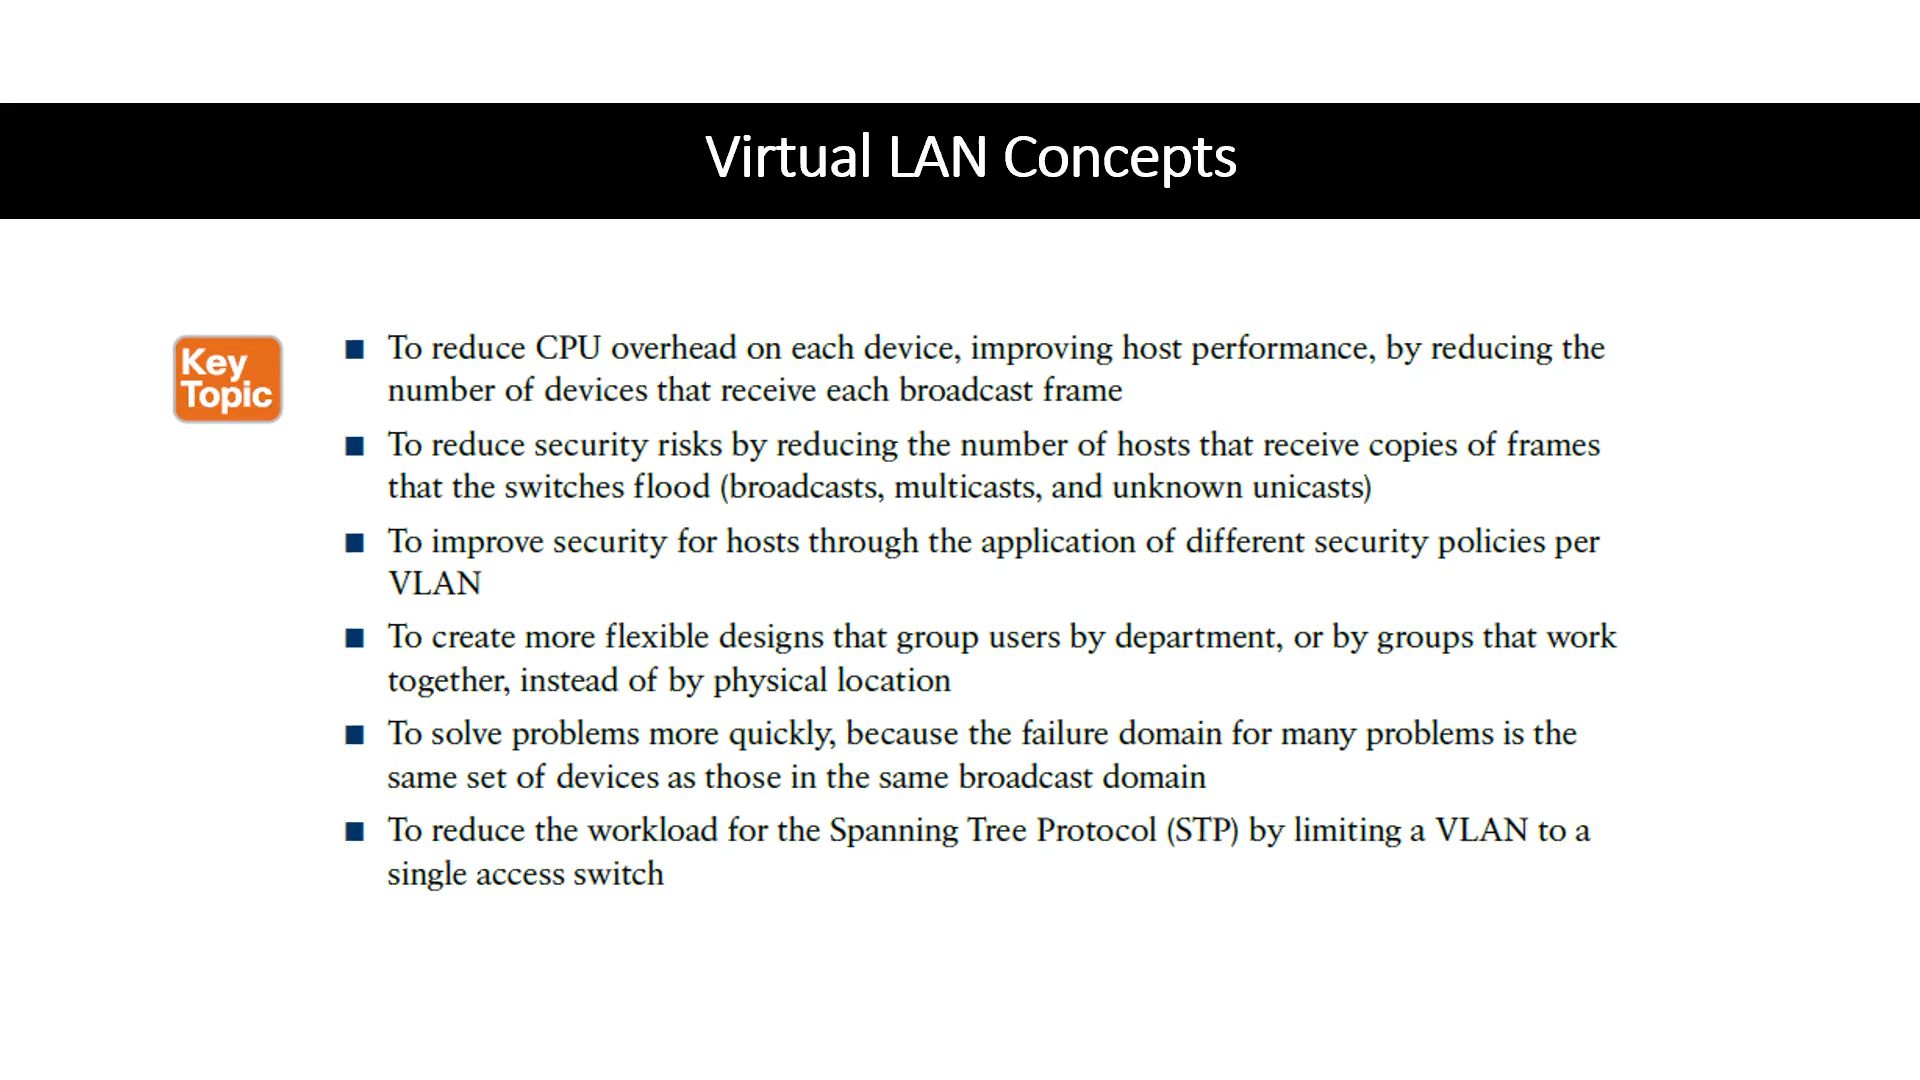 Virtual LAN Concepts
Key
Topic
■ To reduce CPU overhead on each device, improving host performance, by reducing the
number of devices that receive each broadcast frame
■ To reduce security risks by reducing the number of hosts that receive copies of frames
that the switches flood (broadcasts, multicasts, and unknown unicasts)
■ To improve security for hosts through the application of different security policies per
VLAN
■ To create more flexible designs that group users by department, or by groups that work
together, instead of by physical location
■ To solve problems more quickly, because the failure domain for many problems is the
same set of devices as those in the same broadcast domain
■ To reduce the workload for the Spanning Tree Protocol (STP) by limiting a VLAN to a
single access switch